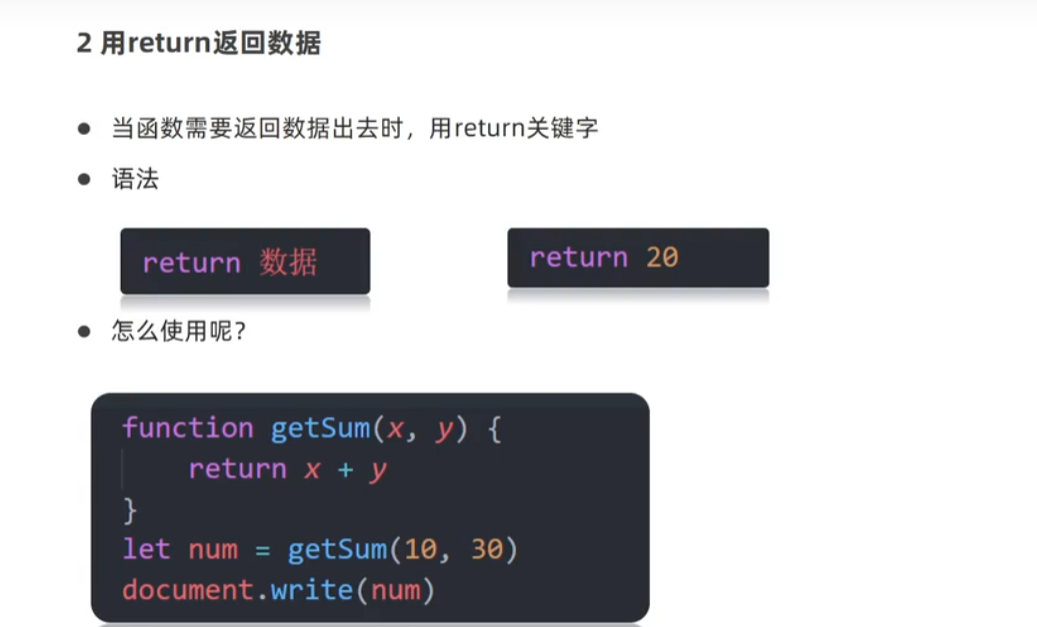 2 用return返回数据
● 当函数需要返回数据出去时，用return关键字
● 语法
return 数据
return 20
● 怎么使用呢？
function getSum(x, y) {
    return x + y
}
let num = getSum(10, 30)
document.write(num)